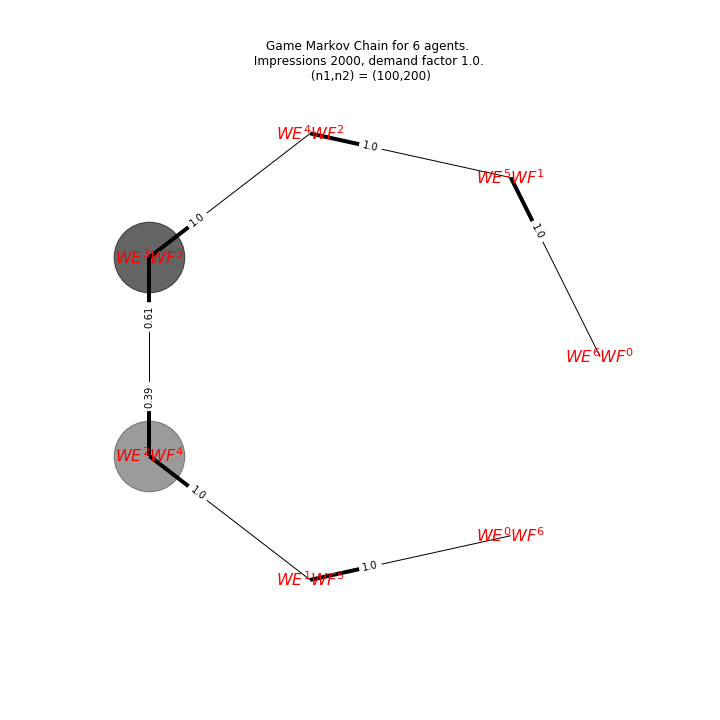 Game Markov Chain for 6 agents.
Impressions 2000, demand factor 1.0.
(n1,n2) = (100,200)
WE^4WF^2
1.0
WE^5WF^1
1.0
1.0
WE^3WF^3
0.61
WE^6WF^0
0.39
WE^2WF^4
1.0
WE^0WF^6
1.0
WE^1WF^5